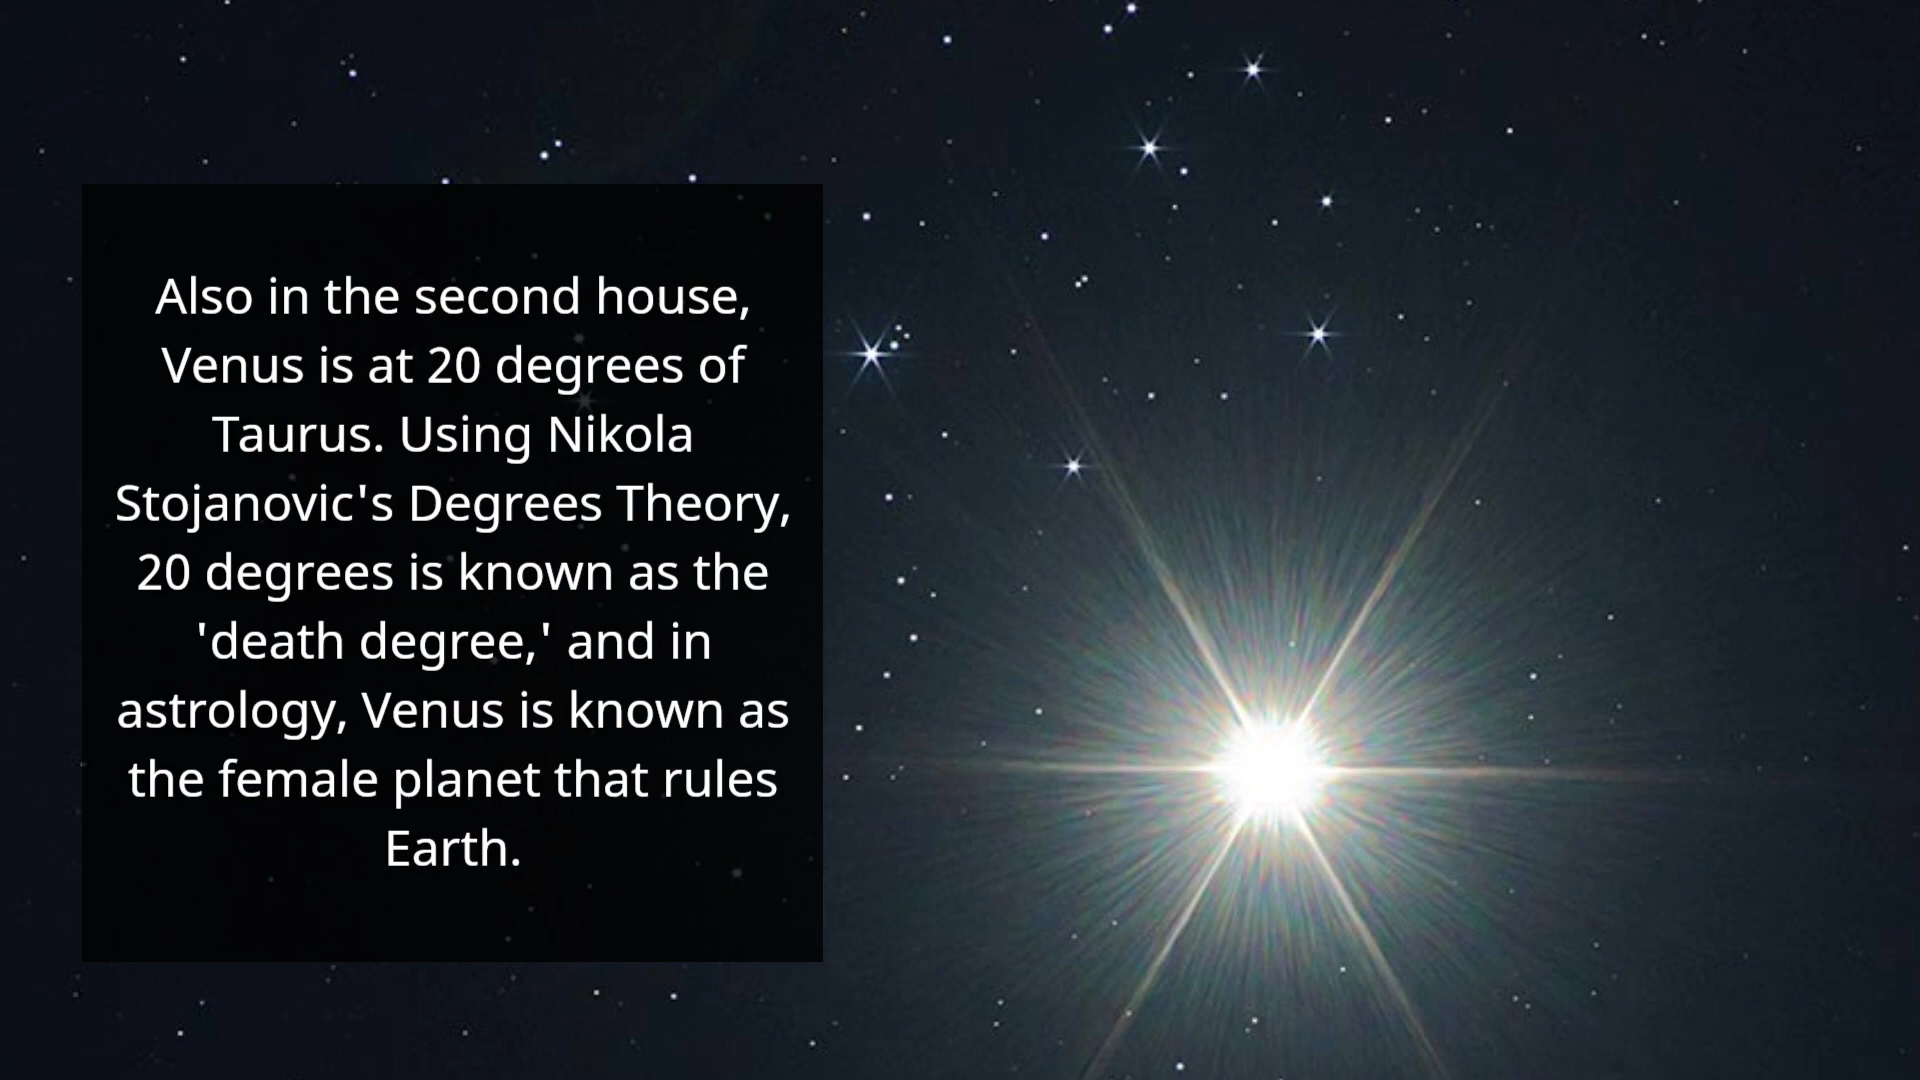 Also in the second house,
Venus is at 20 degrees of
Taurus. Using Nikola
Stojanovic's Degrees Theory,
20 degrees is known as the
'death degree,' and in
astrology, Venus is known as
the female planet that rules
Earth.